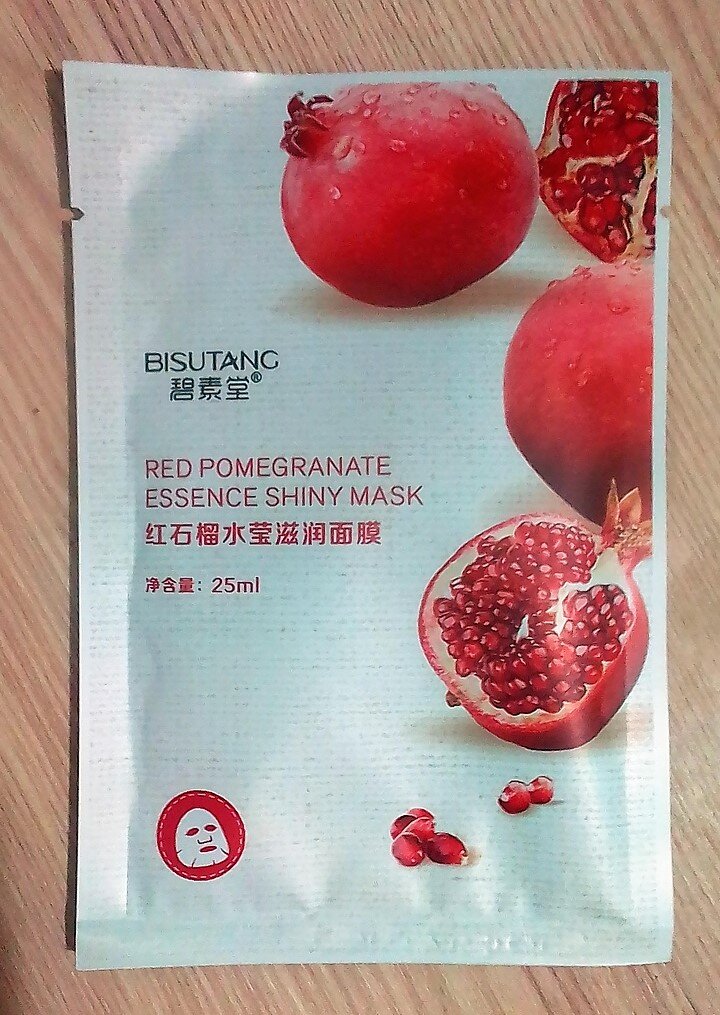 BISUTANG
碧素堂®
RED POMEGRANATE
ESSENCE SHINY MASK
红石榴水莹滋润面膜
净含量：25ml